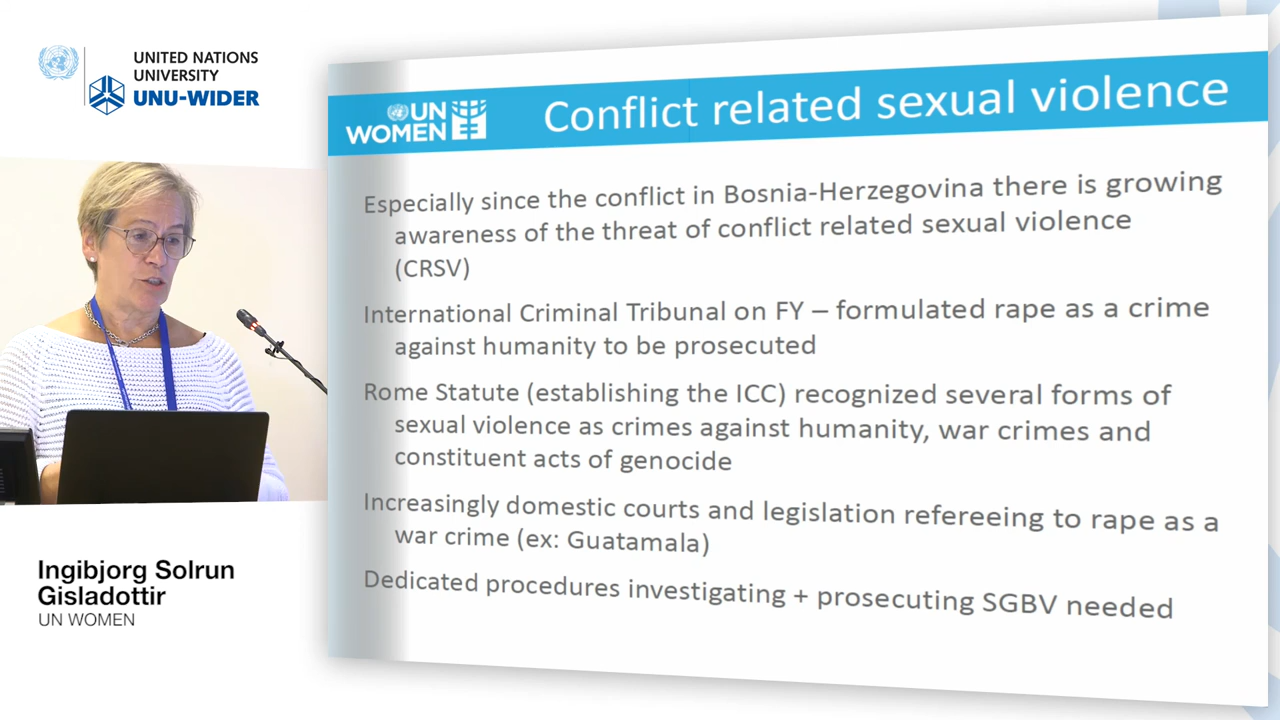 UNITED NATIONS
UNIVERSITY
UNU-WIDER
UN
WOMEN
Conflict related sexual violence
Especially since the conflict in Bosnia-Herzegovina there is growing
awareness of the threat of conflict related sexual violence
(CRSV)
International Criminal Tribunal on FY – formulated rape as a crime
against humanity to be prosecuted
Rome Statute (establishing the ICC) recognized several forms of
sexual violence as crimes against humanity, war crimes and
constituent acts of genocide
Increasingly domestic courts and legislation refereeing to rape as a
war crime (ex: Guatamala)
Dedicated procedures investigating + prosecuting SGBV needed
Ingibjorg Solrun
Gisladottir
UN WOMEN